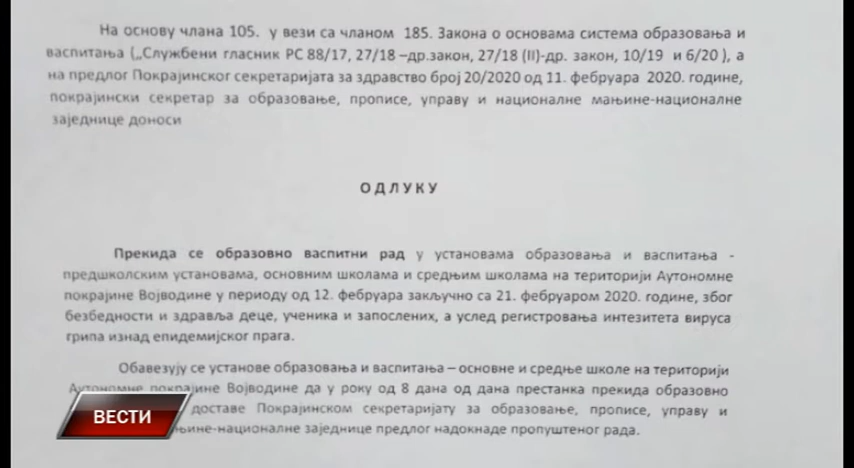 На основу члана 105. у вези са чланом 185. Закона о основама система образовања и
васпитања („Службени гласник РС 88/17, 27/18 –др.закон, 27/18 (II)-др. закон, 10/19 и 6/20 ), а
на предлог Покрајинског секретаријата за здравство број 20/2020 од 11. фебруара 2020. године,
покрајински секретар за образовање, прописе, управу и националне мањине-националне
заједнице доноси
ОДЛУКУ
Прекида се образовно васпитни рад у установама образовања и васпитања -
предшколским установама, основним школама и средњим школама на територији Аутономне
покрајине Војводине у периоду од 12. фебруара закључно са 21. фебруаром 2020. године, због
безбедности и здравља деце, ученика и запослених, а услед регистровања интезитета вируса
грипа изнад епидемијског прага.
Обавезују се установе образовања и васпитања – основне и средње школе на територији
Аутономне покрајине Војводине да у року од 8 дана од дана престанка прекида образовно
доставе Покрајинском секретаријату за образовање, прописе, управу и
њине-националне заједнице предлог надокнаде пропуштеног рада.
ВЕСТИ